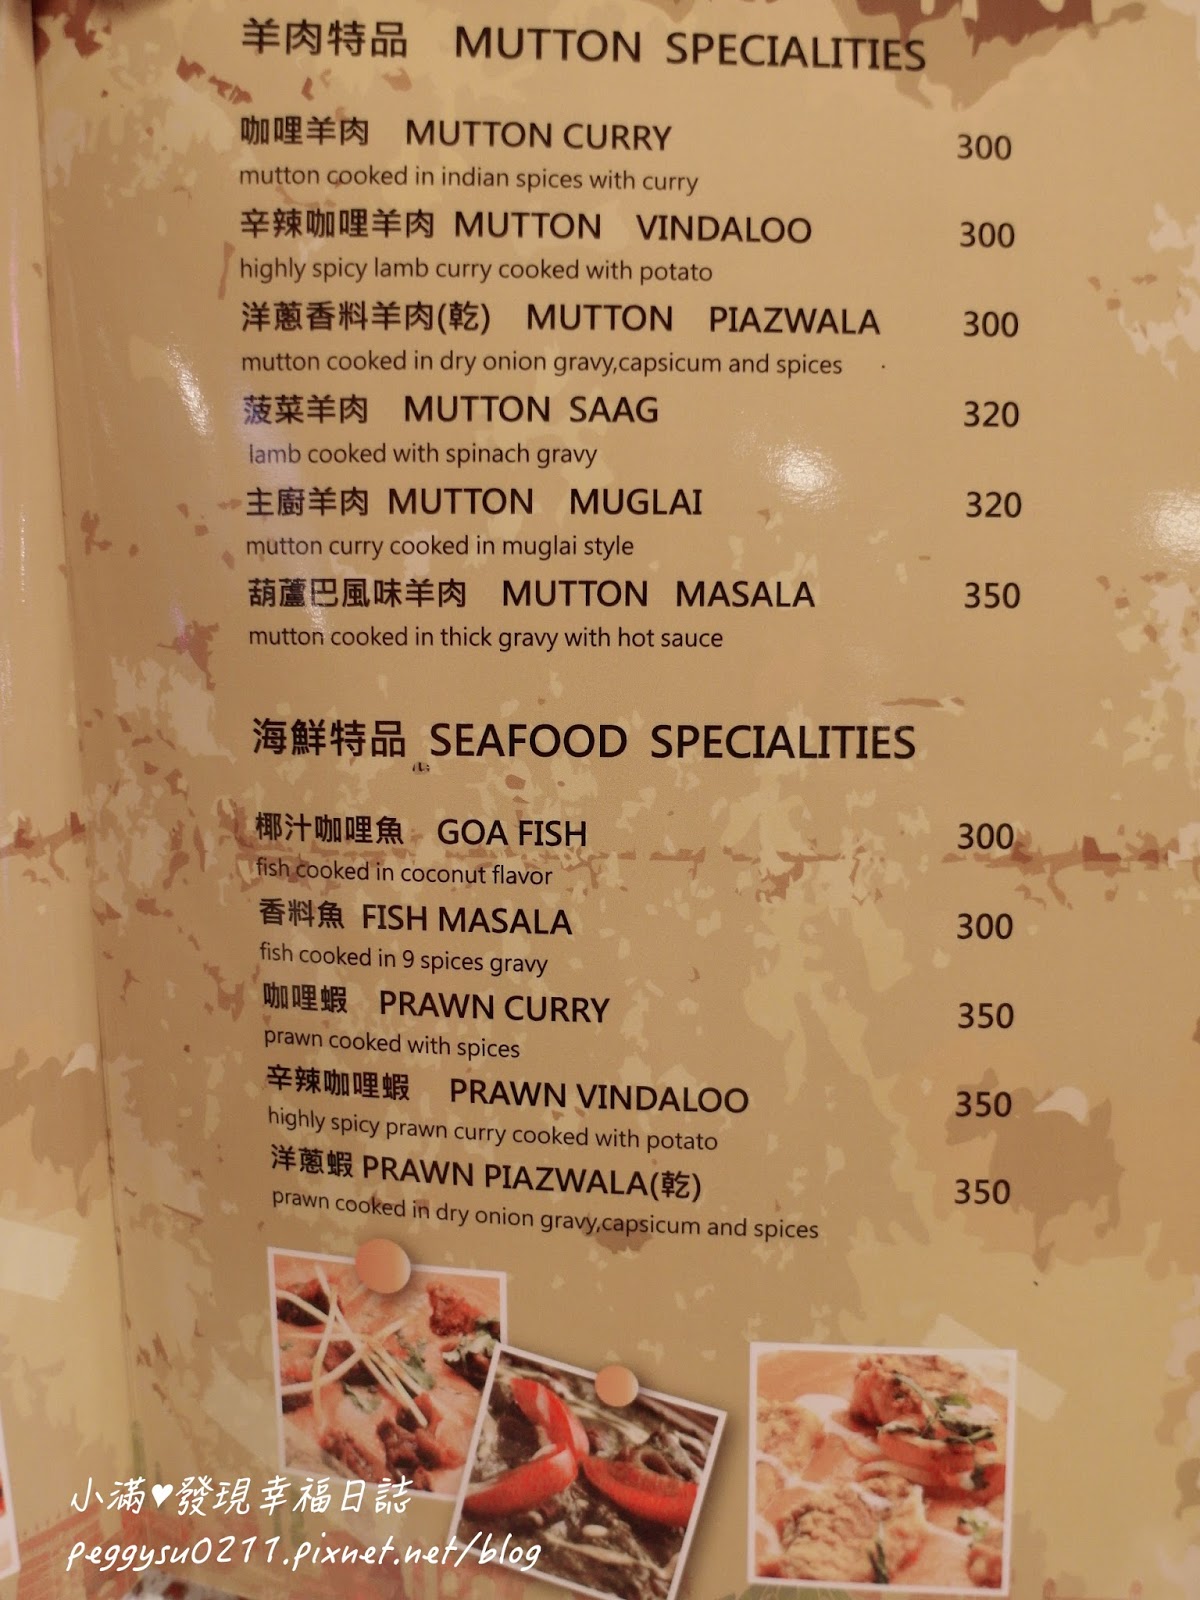 羊肉特品 MUTTON SPECIALITIES
咖哩羊肉 MUTTON CURRY 300
mutton cooked in indian spices with curry
辛辣咖哩羊肉 MUTTON VINDALOO 300
highly spicy lamb curry cooked with potato
洋蔥香料羊肉(乾) MUTTON PIAZWALA 300
mutton cooked in dry onion gravy,capsicum and spices
菠菜羊肉 MUTTON SAAG 320
lamb cooked with spinach gravy
主廚羊肉 MUTTON MUGLAI 320
mutton curry cooked in muglai style
葫蘆巴風味羊肉 MUTTON MASALA 350
mutton cooked in thick gravy with hot sauce
海鮮特品 SEAFOOD SPECIALITIES
椰汁咖哩魚 GOA FISH 300
fish cooked in coconut flavor
香料魚 FISH MASALA 300
fish cooked in 9 spices gravy
咖哩蝦 PRAWN CURRY 350
prawn cooked with spices
辛辣咖哩蝦 PRAWN VINDALOO 350
highly spicy prawn curry cooked with potato
洋蔥蝦 PRAWN PIAZWALA(乾) 350
prawn cooked in dry onion gravy,capsicum and spices
小滿♥發現幸福日誌
peggysu0211.pixnet.net/blog